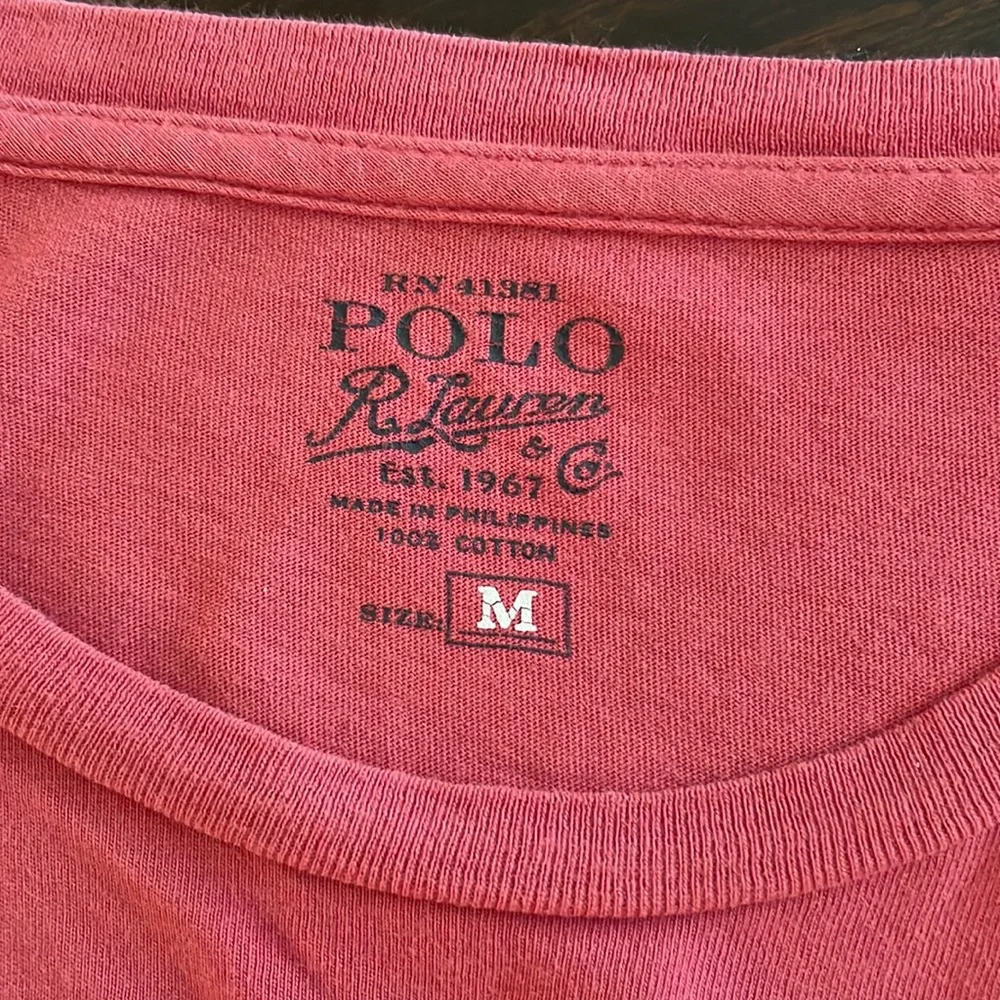 RN 41381
POLO
R. Lauren
& Co.
Est. 1967
MADE IN PHILIPPINES
100% COTTON
SIZE: M